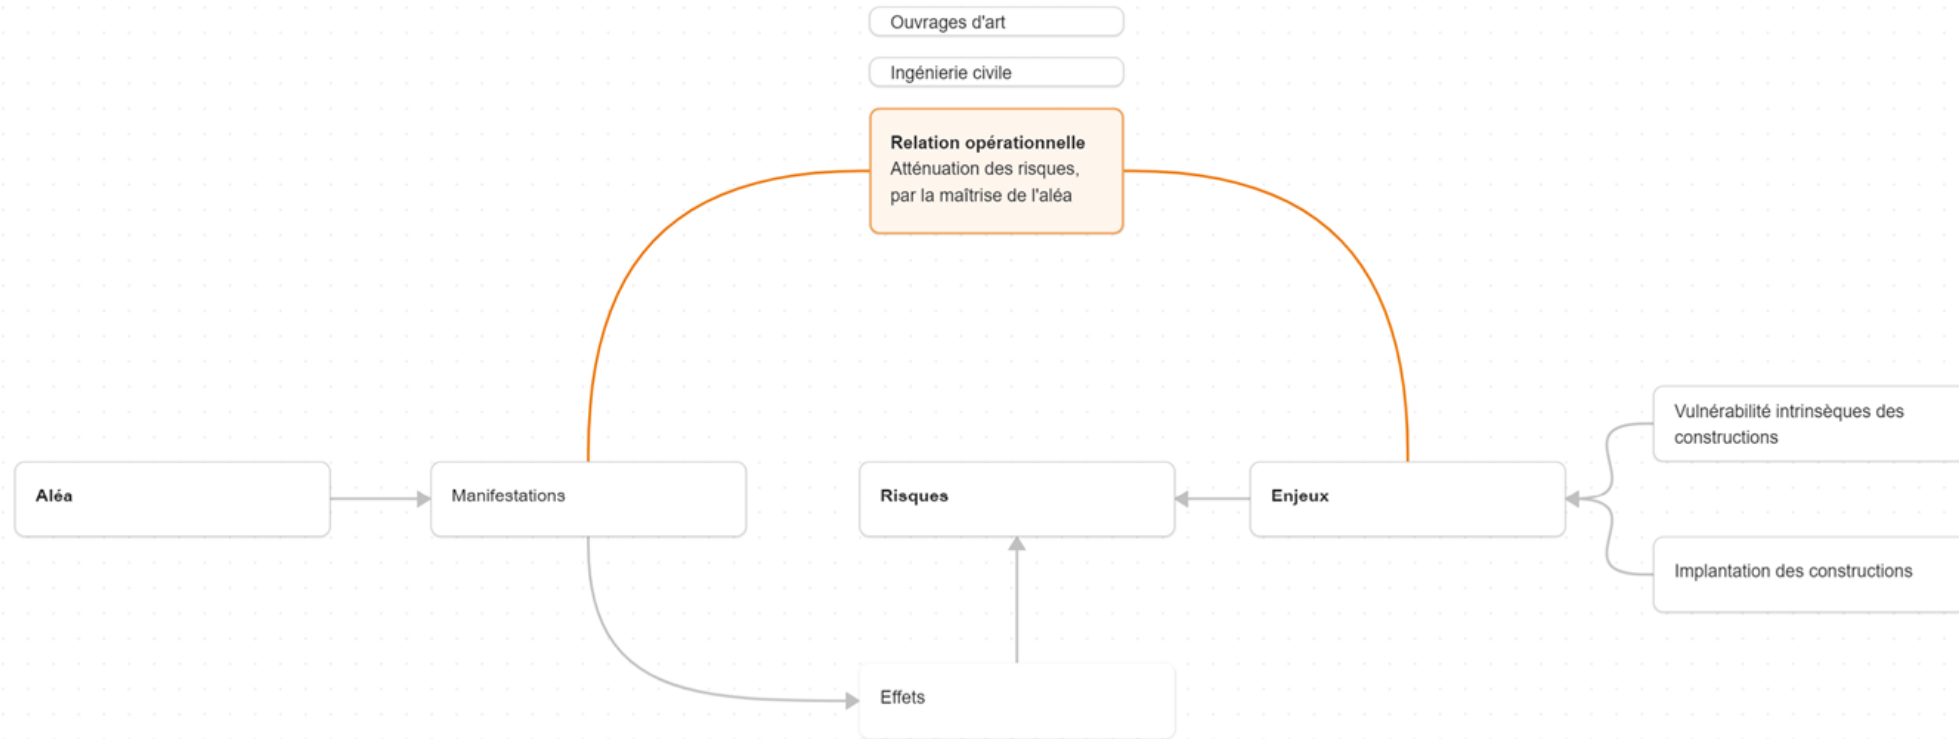 Ouvrages d'art
Ingénierie civile
Relation opérationnelle
Atténuation des risques,
par la maîtrise de l'aléa
Vulnérabilité intrinsèques des
constructions
Aléa
Manifestations
Risques
Enjeux
Implantation des constructions
Effets